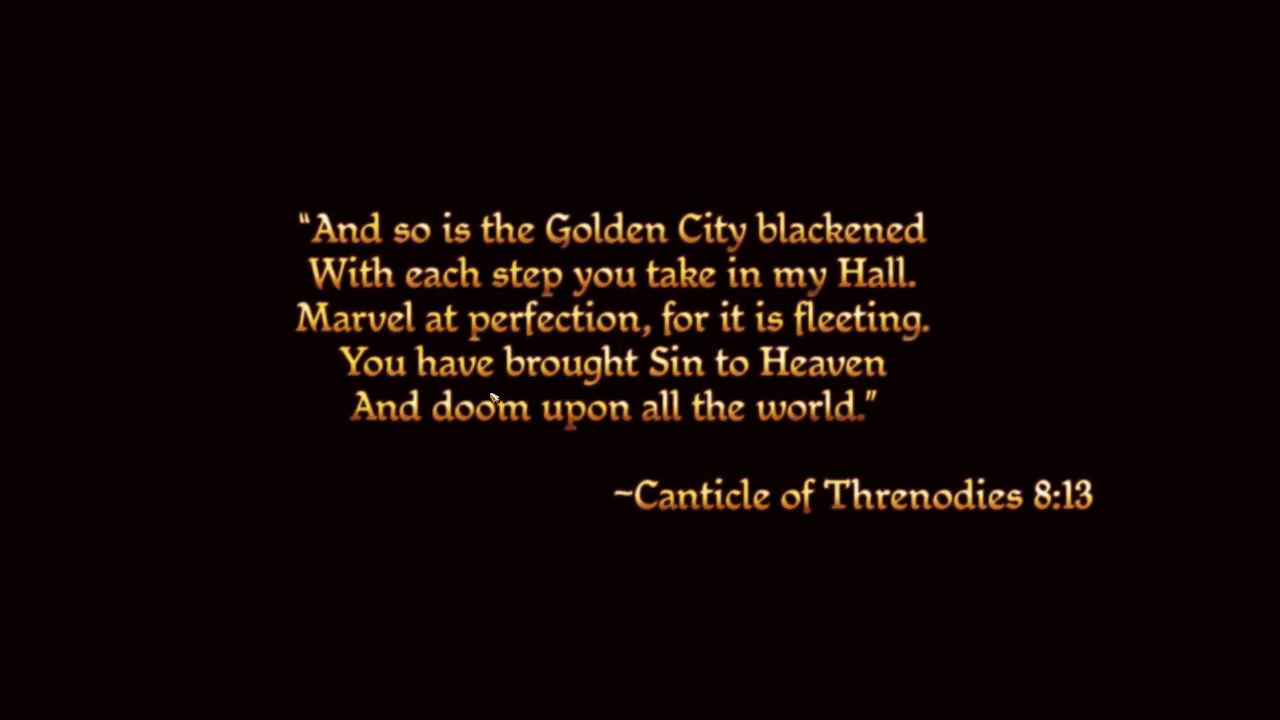 “And so is the Golden City blackened
With each step you take in my Hall.
Marvel at perfection, for it is fleeting.
You have brought Sin to Heaven
And doom upon all the world.”
~Canticle of Threnodies 8:13